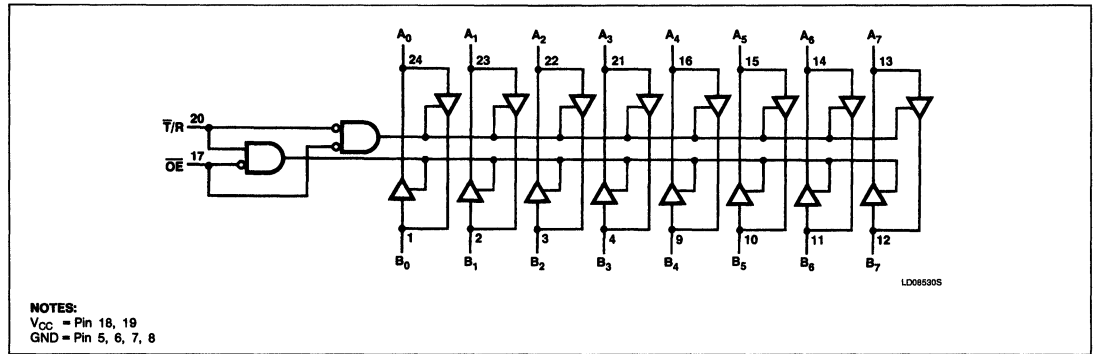 A0 A1 A2 A3 A4 A5 A6 A7
24 23 22 21 16 15 14 13
T̅/R 20
O̅E̅ 17
1 2 3 4 9 10 11 12
B0 B1 B2 B3 B4 B5 B6 B7
LD08530S
NOTES:
VCC = Pin 18, 19
GND = Pin 5, 6, 7, 8